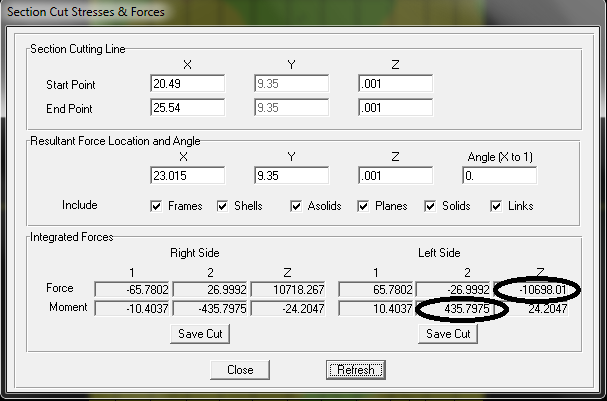 Section Cut Stresses & Forces
Section Cutting Line
X Y Z
Start Point 20.49 9.35 .001
End Point 25.54 9.35 .001
Resultant Force Location and Angle
X Y Z Angle (X to 1)
23.015 9.35 .001 0.
Include Frames Shells Asolids Planes Solids Links
Integrated Forces
Right Side Left Side
1 2 Z 1 2 Z
Force -65.7802 26.9992 10718.267 65.7802 -26.9992 -10698.01
Moment -10.4037 -435.7975 -24.2047 10.4037 435.7975 24.2047
Save Cut Save Cut
Close Refresh